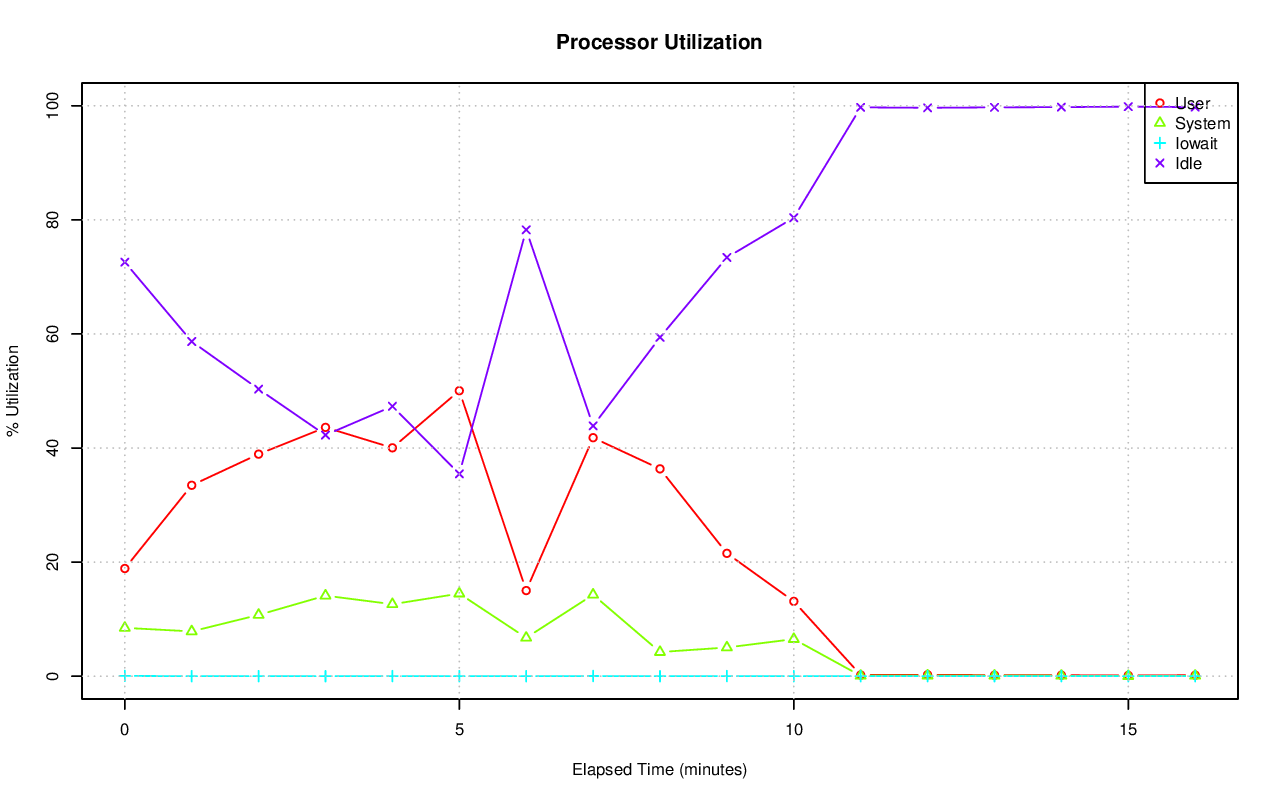 Processor Utilization
% Utilization
100
80
60
40
20
0
User
System
Iowait
Idle
0 5 10 15
Elapsed Time (minutes)